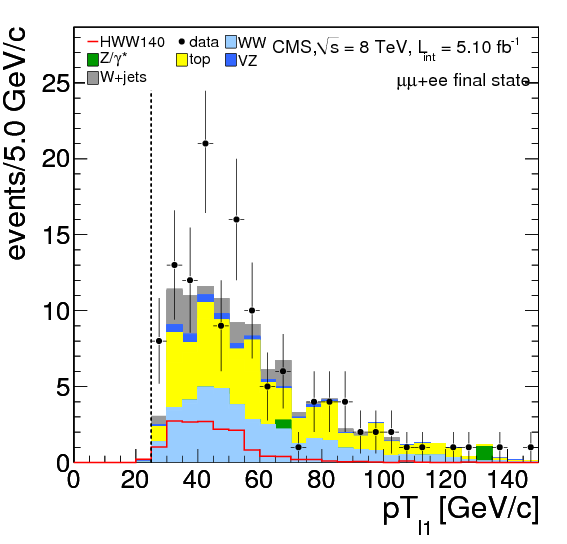 HWW140 data WW CMS,√s = 8 TeV, L_int = 5.10 fb⁻¹
Z/γ* top VZ
W+jets μμ+ee final state
events/5.0 GeV/c
25
20
15
10
5
0
0 20 40 60 80 100 120 140
pT_l1 [GeV/c]